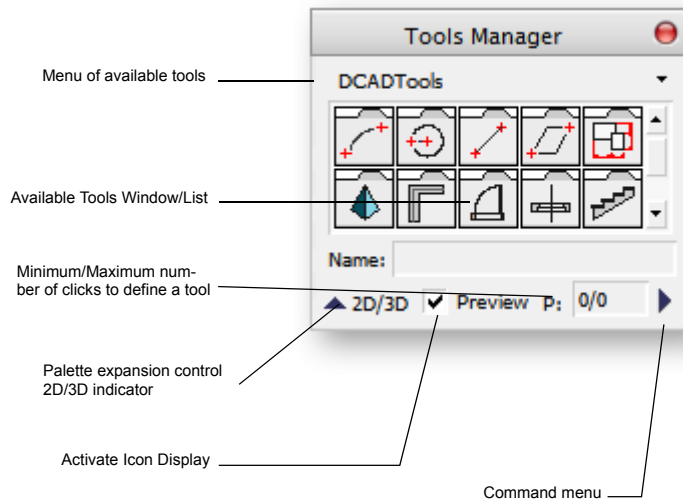 Tools Manager
Menu of available tools
DCADTools
Available Tools Window/List
Name:
Minimum/Maximum num-
ber of clicks to define a tool
2D/3D Preview P: 0/0
Palette expansion control
2D/3D indicator
Activate Icon Display
Command menu